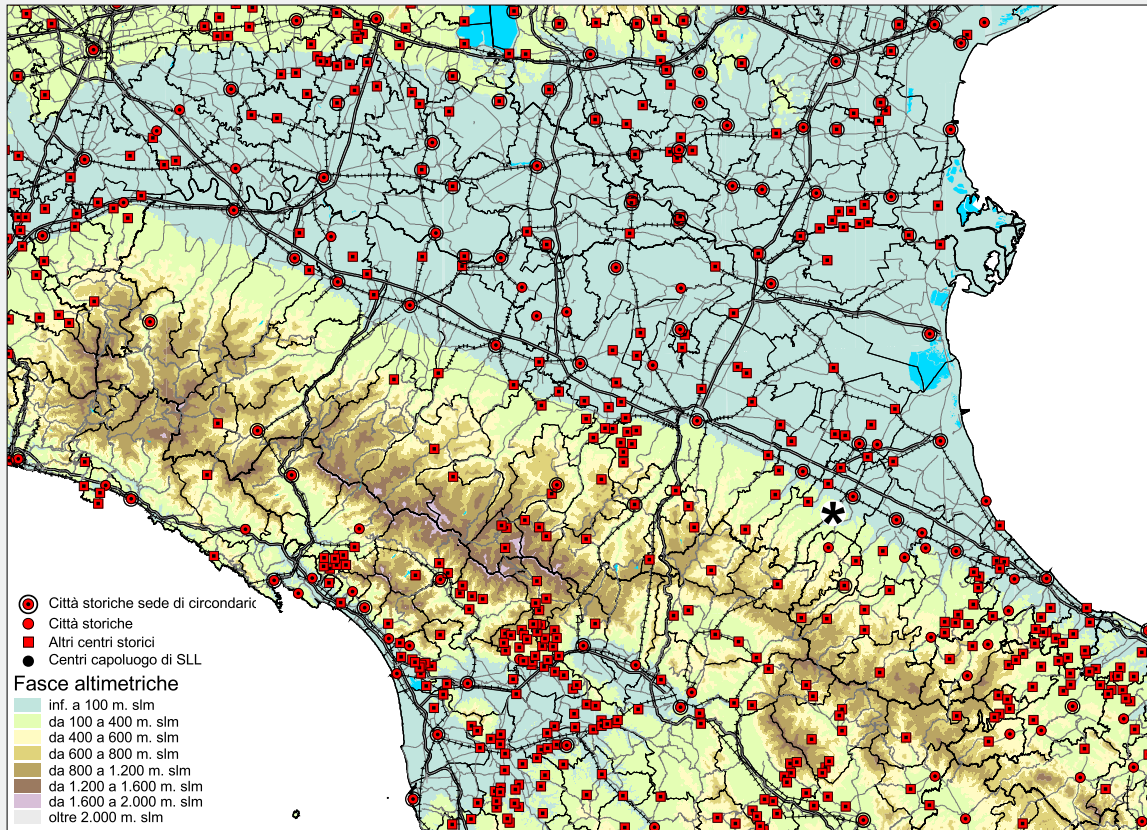 Città storiche sede di circondario
Città storiche
Altri centri storici
Centri capoluogo di SLL
Fasce altimetriche
inf. a 100 m. slm
da 100 a 400 m. slm
da 400 a 600 m. slm
da 600 a 800 m. slm
da 800 a 1.200 m. slm
da 1.200 a 1.600 m. slm
da 1.600 a 2.000 m. slm
oltre 2.000 m. slm
*